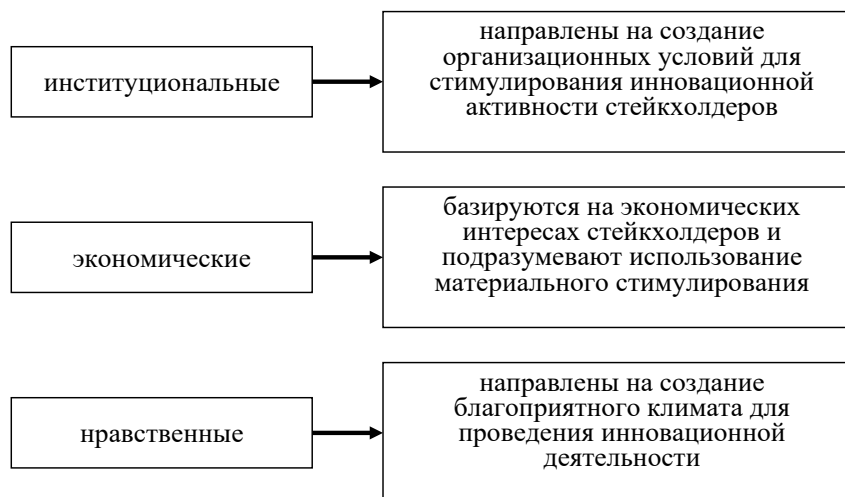 институциональные
направлены на создание
организационных условий для
стимулирования инновационной
активности стейкхолдеров
экономические
базируются на экономических
интересах стейкхолдеров и
подразумевают использование
материального стимулирования
нравственные
направлены на создание
благоприятного климата для
проведения инновационной
деятельности